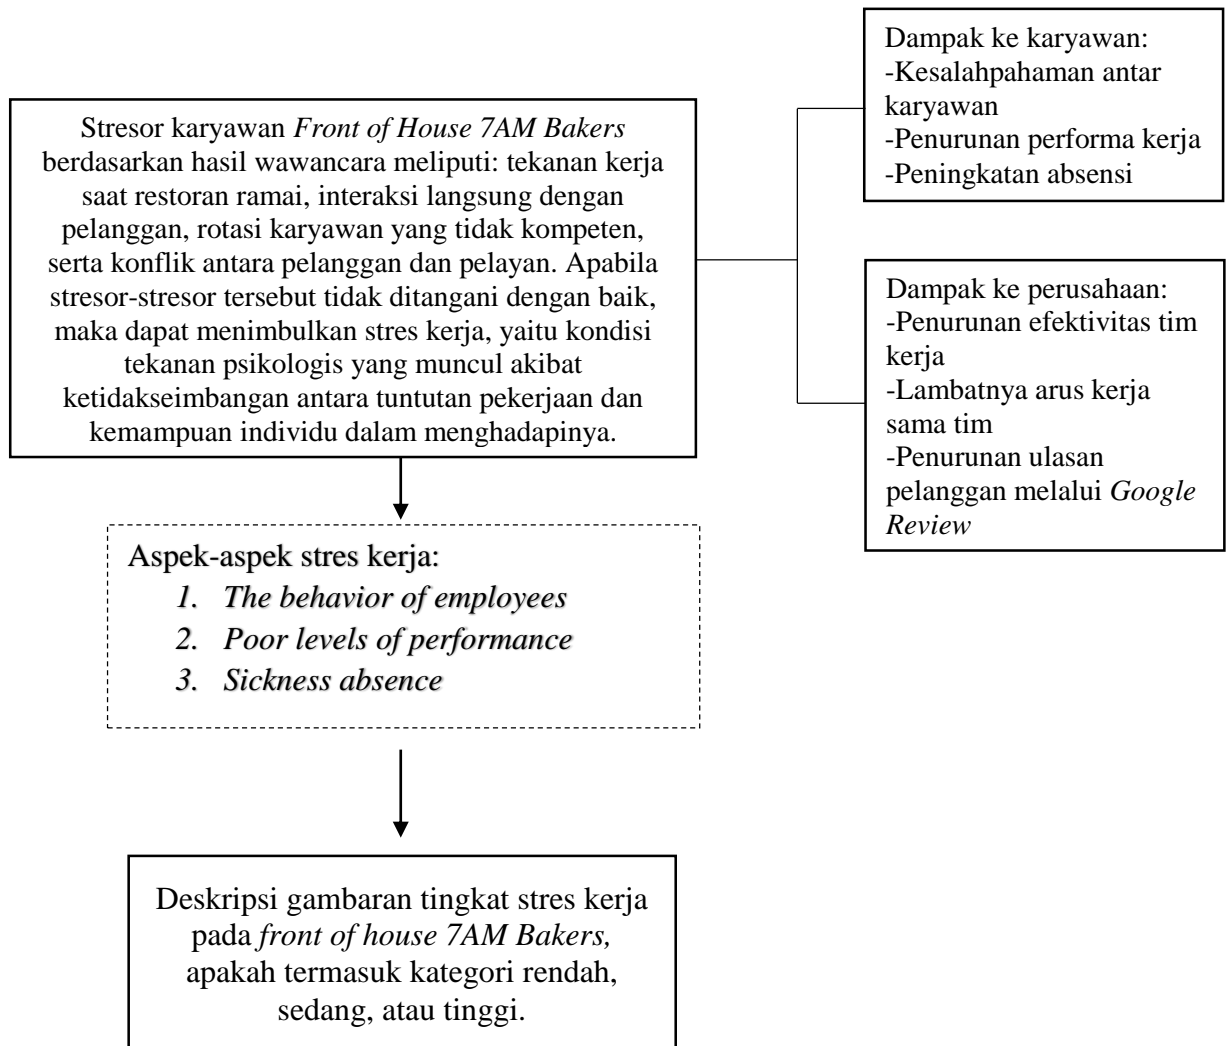 Stresor karyawan Front of House 7AM Bakers
berdasarkan hasil wawancara meliputi: tekanan kerja
saat restoran ramai, interaksi langsung dengan
pelanggan, rotasi karyawan yang tidak kompeten,
serta konflik antara pelanggan dan pelayan. Apabila
stresor-stresor tersebut tidak ditangani dengan baik,
maka dapat menimbulkan stres kerja, yaitu kondisi
tekanan psikologis yang muncul akibat
ketidakseimbangan antara tuntutan pekerjaan dan
kemampuan individu dalam menghadapinya.
Dampak ke karyawan:
-Kesalahpahaman antar
karyawan
-Penurunan performa kerja
-Peningkatan absensi
Dampak ke perusahaan:
-Penurunan efektivitas tim
kerja
-Lambatnya arus kerja
sama tim
-Penurunan ulasan
pelanggan melalui Google
Review
Aspek-aspek stres kerja:
1. The behavior of employees
2. Poor levels of performance
3. Sickness absence
Deskripsi gambaran tingkat stres kerja
pada front of house 7AM Bakers,
apakah termasuk kategori rendah,
sedang, atau tinggi.